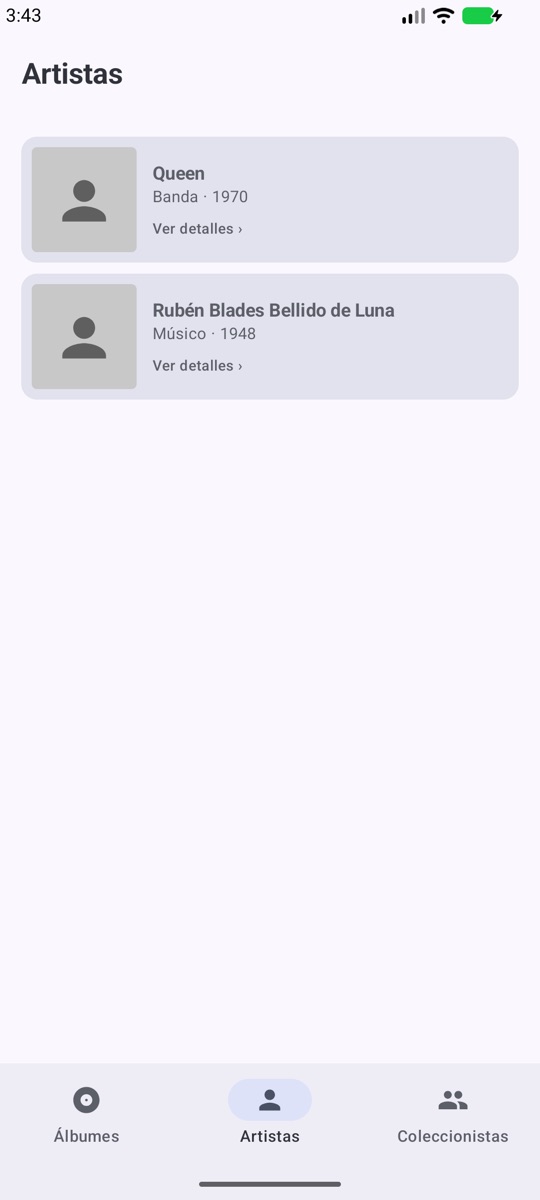 3:43
Artistas
Queen
Banda · 1970
Ver detalles ›
Rubén Blades Bellido de Luna
Músico · 1948
Ver detalles ›
Álbumes
Artistas
Coleccionistas